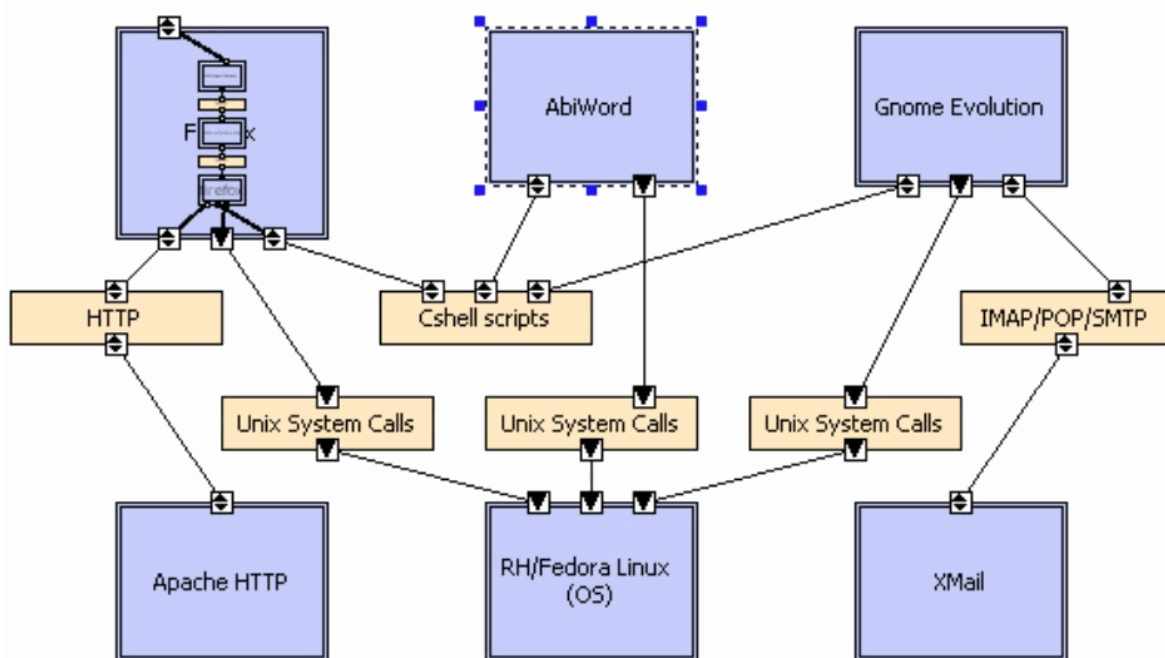 AbiWord
Gnome Evolution
F x
firefox
HTTP
Cshell scripts
IMAP/POP/SMTP
Unix System Calls
Unix System Calls
Unix System Calls
Apache HTTP
RH/Fedora Linux
(OS)
XMail